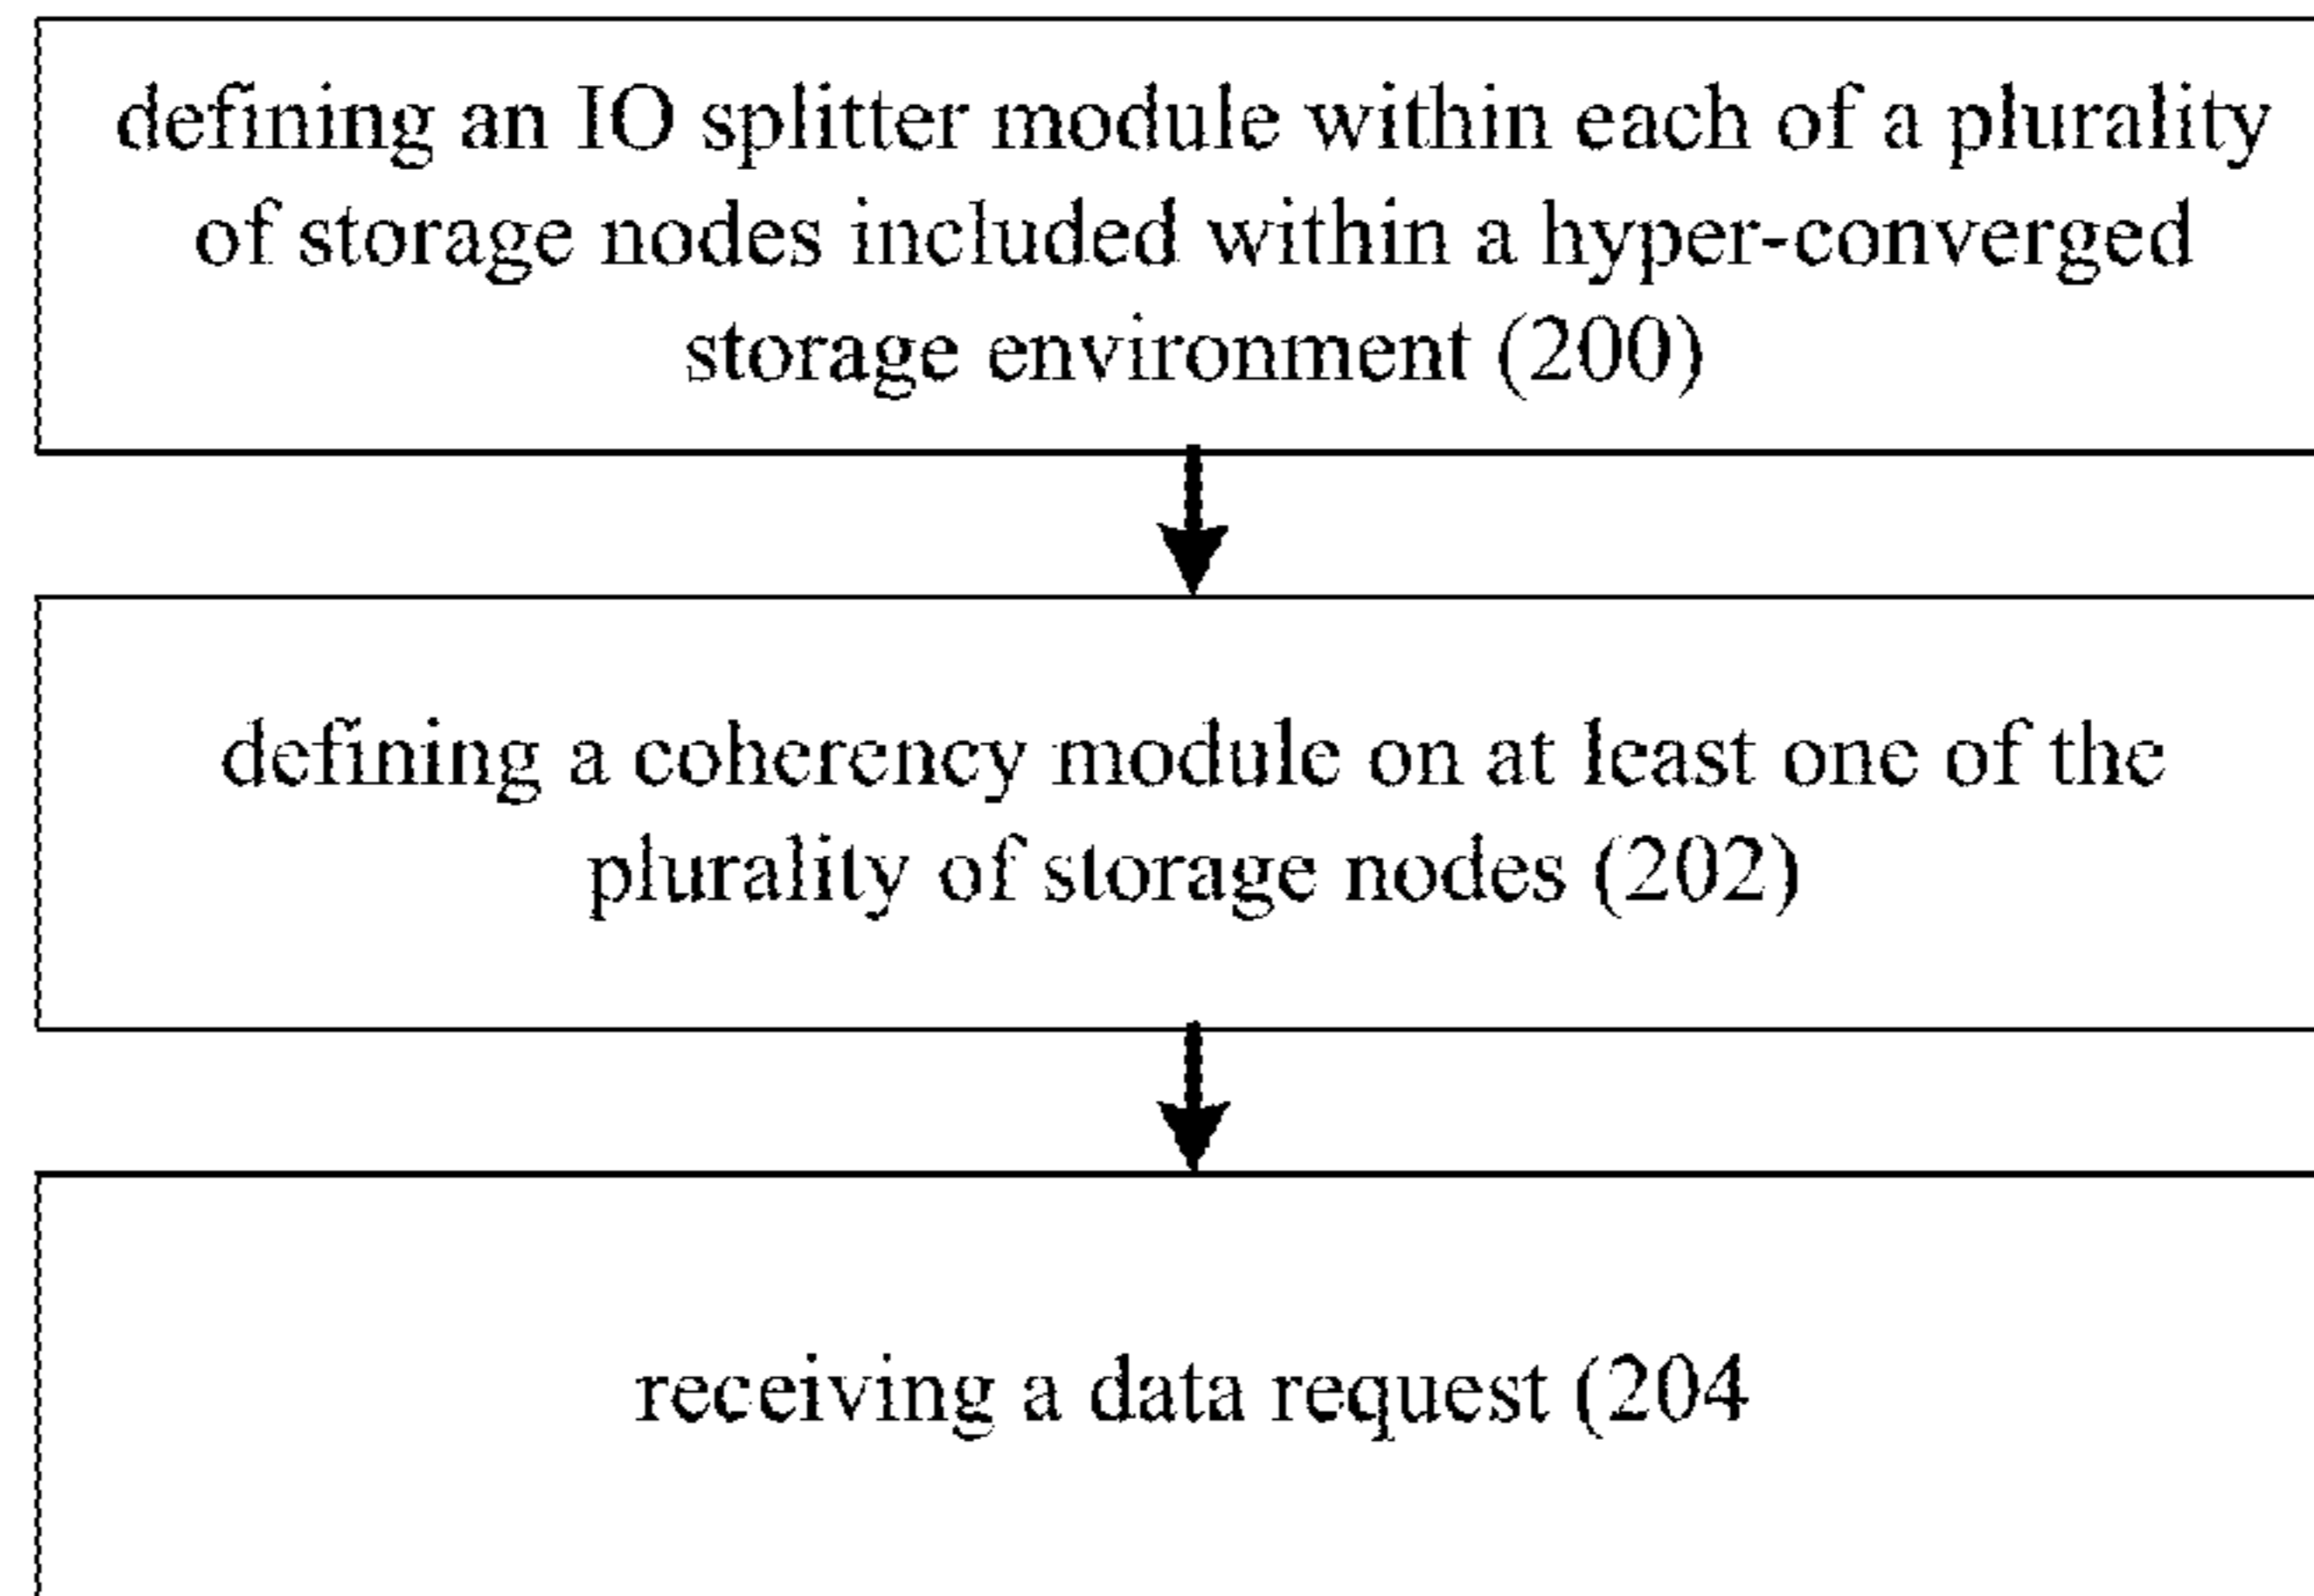 defining an IO splitter module within each of a plurality
of storage nodes included within a hyper-converged
storage environment (200)
defining a coherency module on at least one of the
plurality of storage nodes (202)
receiving a data request (204